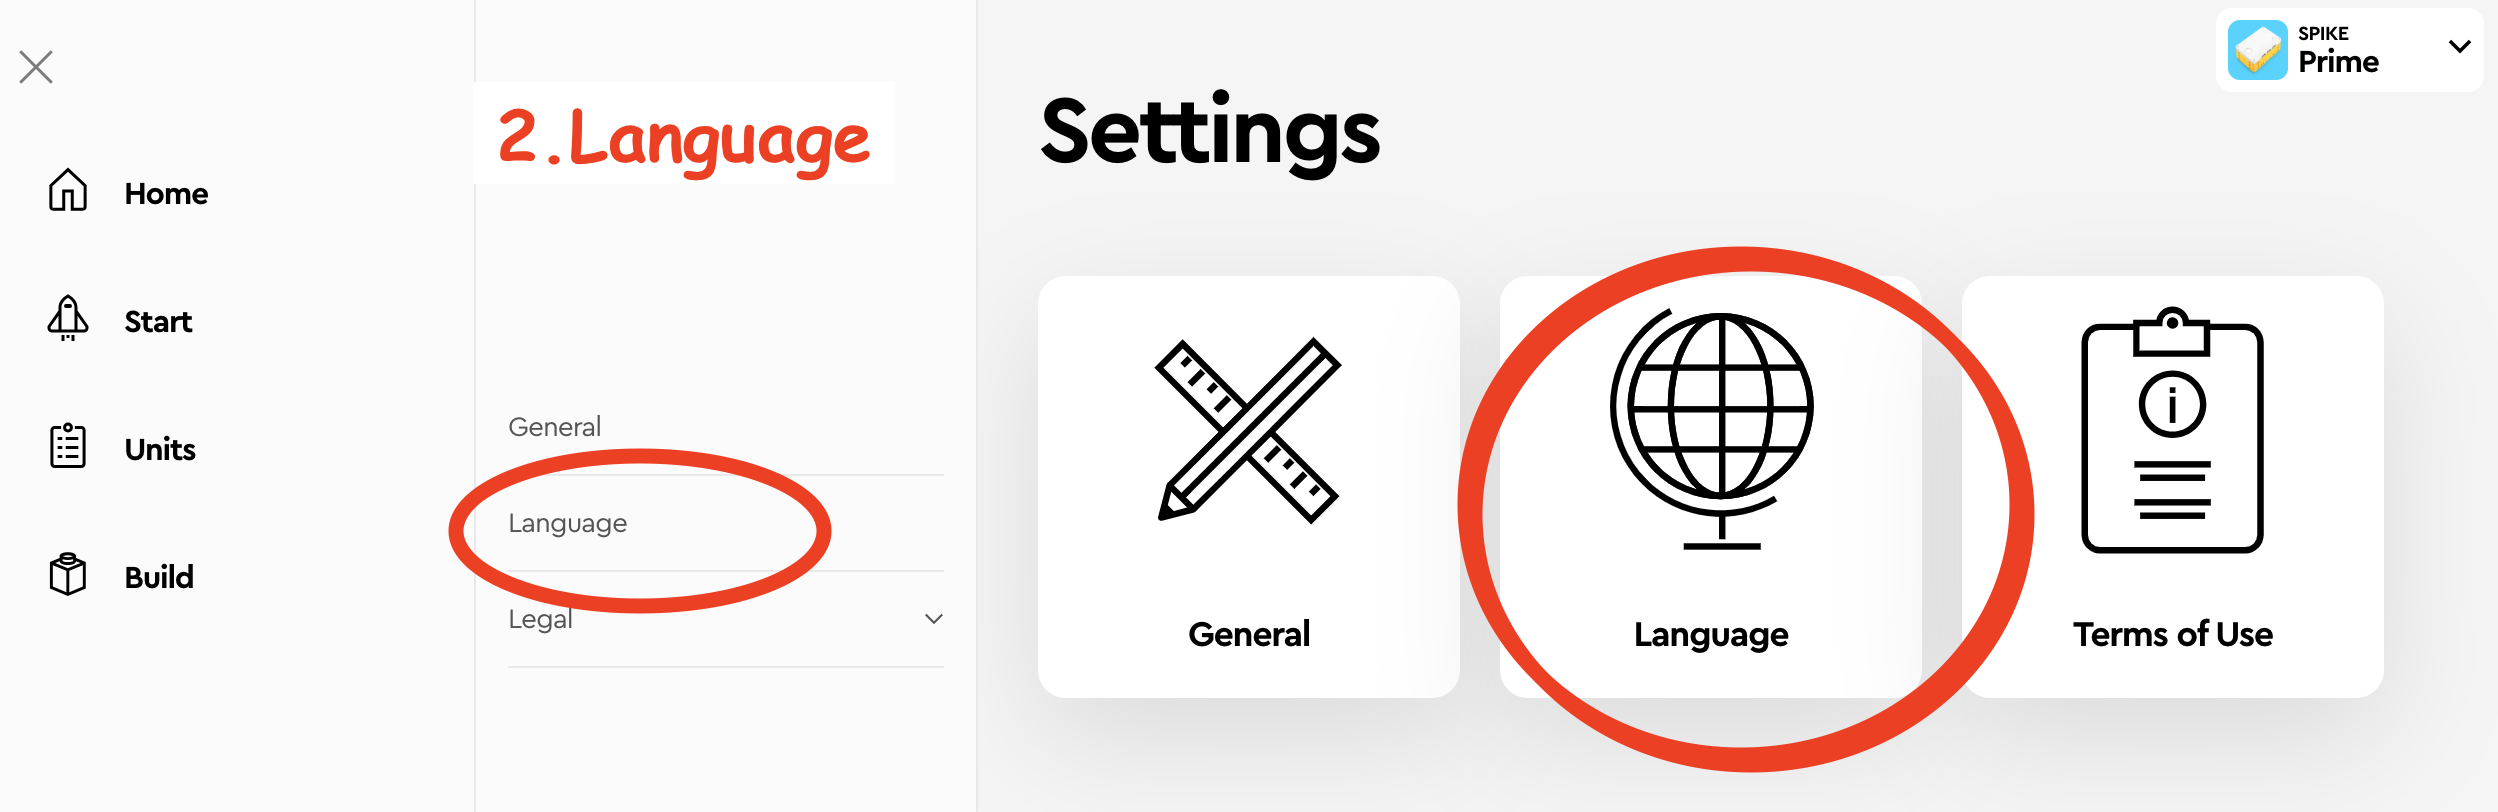 SPIKE
Prime
2.Language
Settings
Home
Start
Units
Build
General
Language
Legal
General
Language
Terms of Use